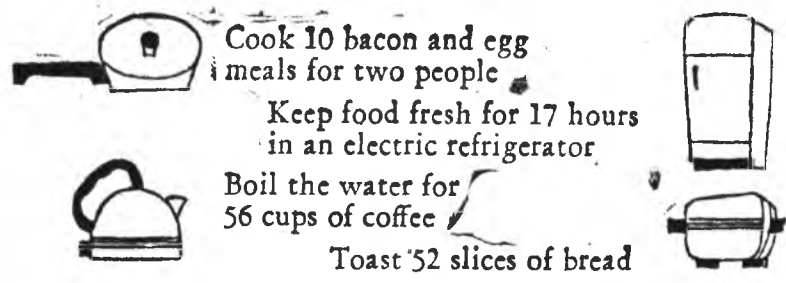 Cook 10 bacon and egg
meals for two people
Keep food fresh for 17 hours
in an electric refrigerator
Boil the water for
56 cups of coffee
Toast 52 slices of bread